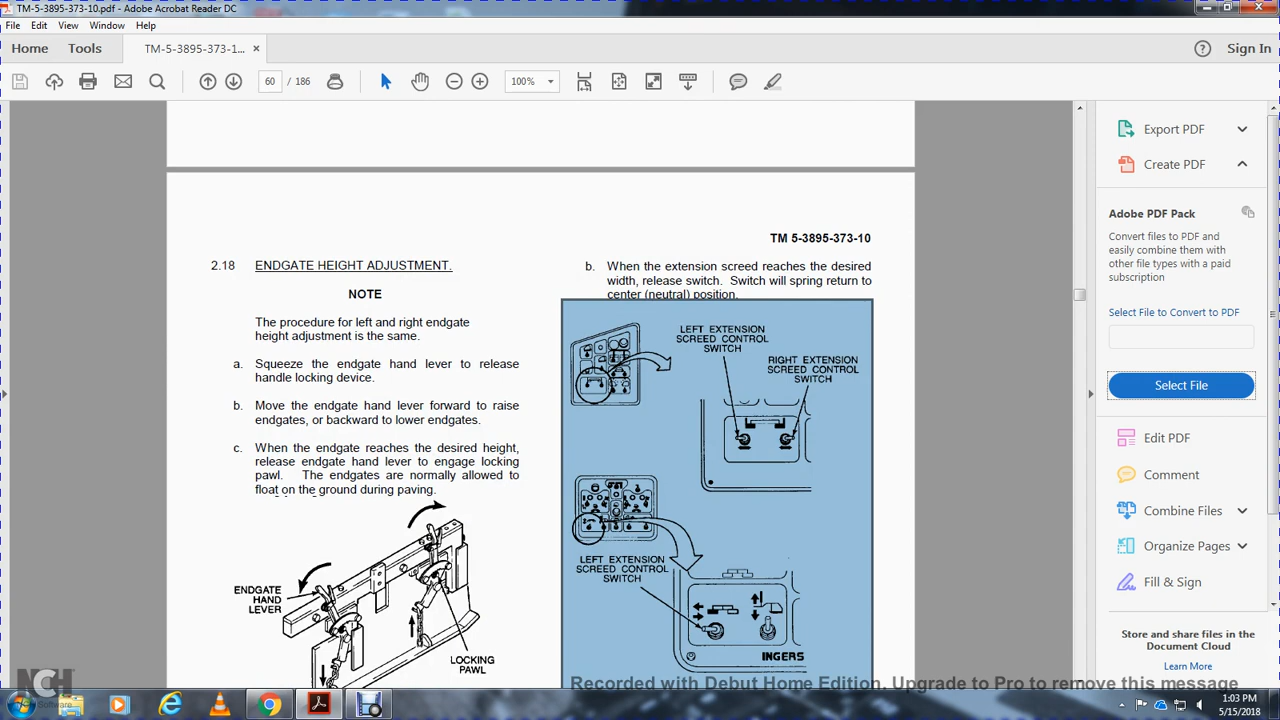 TM-5-3895-373-10.pdf - Adobe Acrobat Reader DC
File Edit View Window Help
Home Tools TM-5-3895-373-1... × Sign In
60 / 186 100%
TM 5-3895-373-10
2.18 ENDGATE HEIGHT ADJUSTMENT.
NOTE
The procedure for left and right endgate
height adjustment is the same.
a. Squeeze the endgate hand lever to release
handle locking device.
b. Move the endgate hand lever forward to raise
endgates, or backward to lower endgates.
c. When the endgate reaches the desired height,
release endgate hand lever to engage locking
pawl. The endgates are normally allowed to
float on the ground during paving.
ENDGATE
HAND
LEVER
LOCKING
PAWL
b. When the extension screed reaches the desired
width, release switch. Switch will spring return to
center (neutral) position.
LEFT EXTENSION
SCREED CONTROL
SWITCH
RIGHT EXTENSION
SCREED CONTROL
SWITCH
LEFT EXTENSION
SCREED CONTROL
SWITCH
INGERS
Export PDF
Create PDF
Adobe PDF Pack
Convert files to PDF and
easily combine them with
other file types with a paid
subscription
Select File to Convert to PDF
Select File
Edit PDF
Comment
Combine Files
Organize Pages
Fill & Sign
Store and share files in the
Document Cloud
Learn More
Recorded with Debut Home Edition. Upgrade to Pro to remove this message
NCH
Software
1:03 PM
5/15/2018